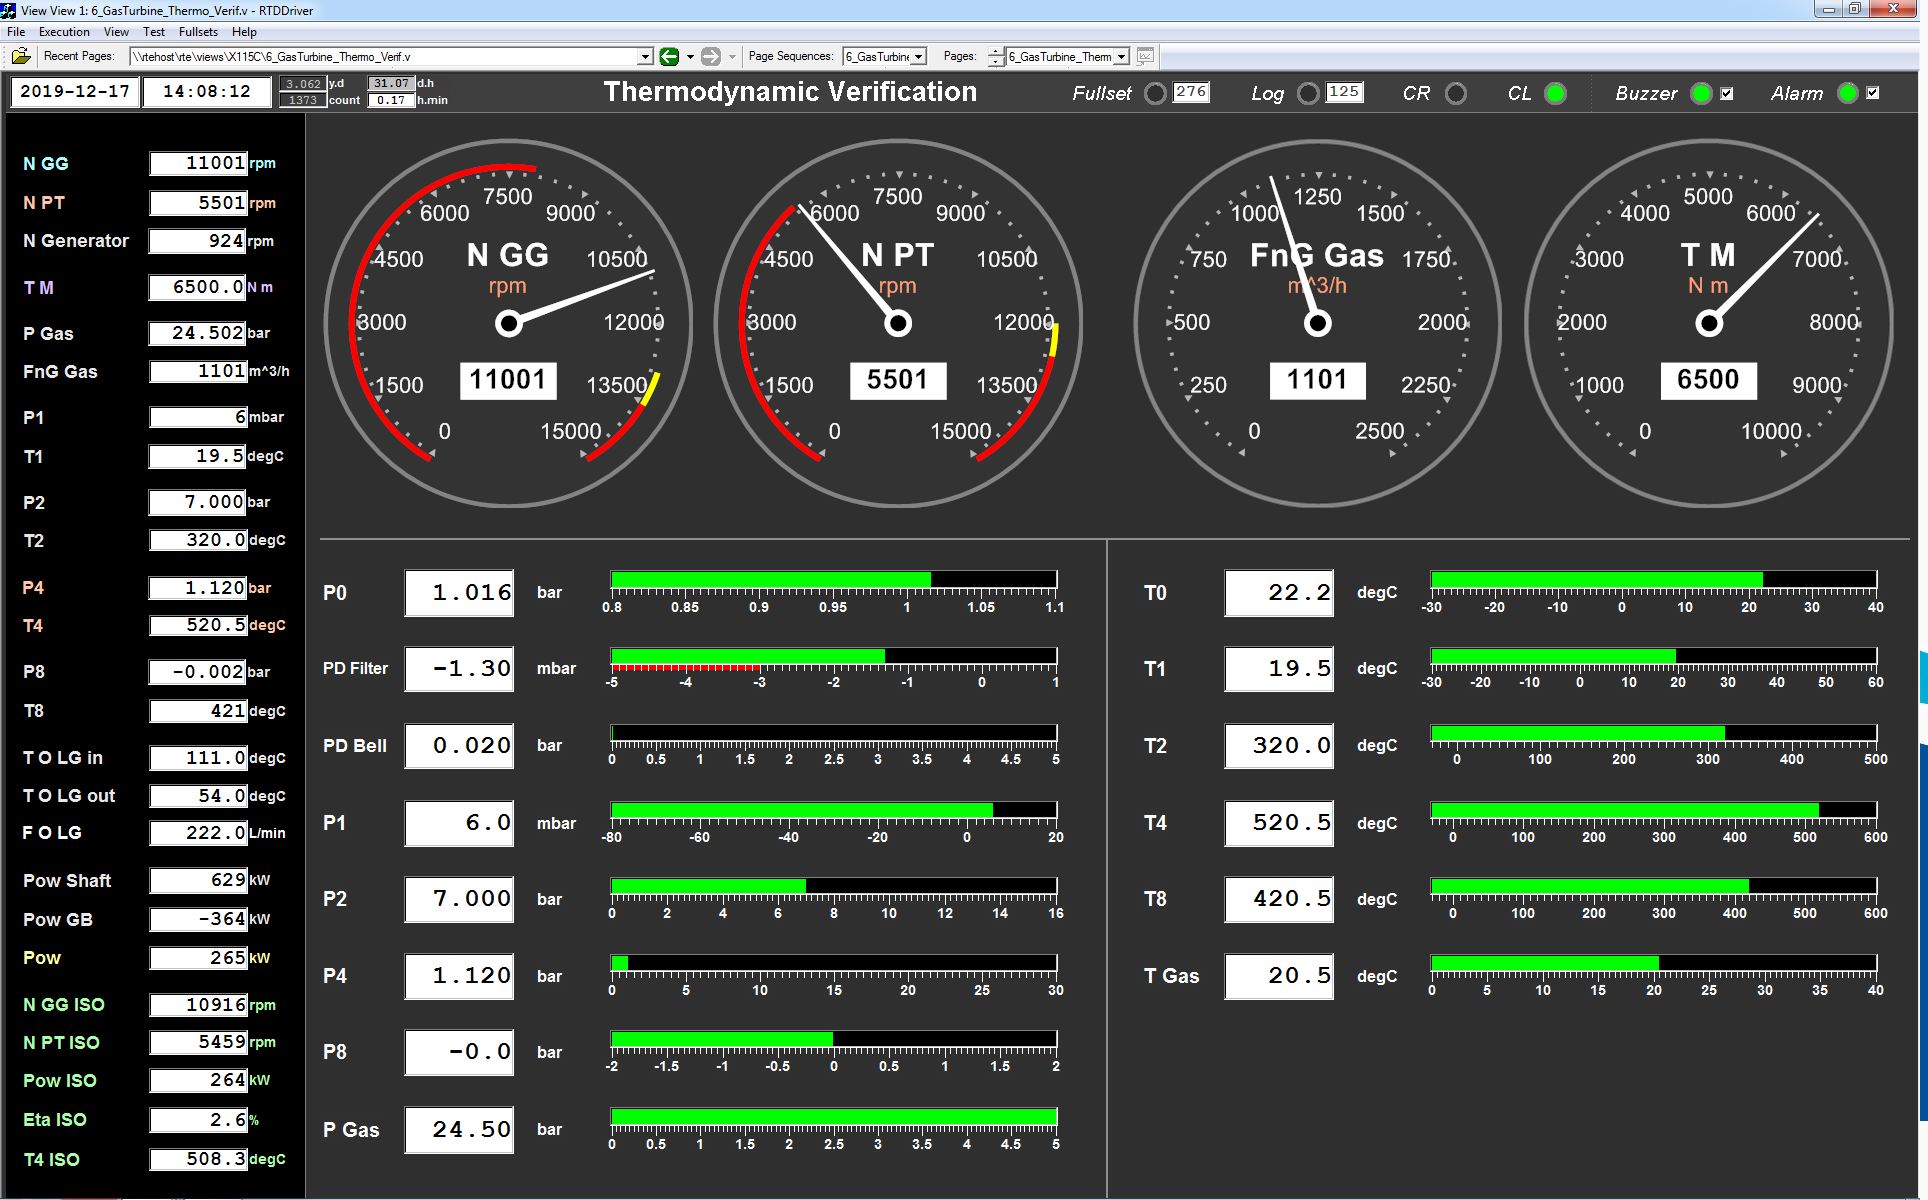 View View 1: 6_GasTurbine_Thermo_Verif.v - RTDDriver
File Execution View Test Fullsets Help
Recent Pages: \\rtehost\rte\views\X115C\6_GasTurbine_Thermo_Verif.v Page Sequences: 6_GasTurbine Pages: 6_GasTurbine_Therm
2019-12-17 14:08:12 3.062 y.d 31.07 d.h
1373 count 0.17 h.min
Thermodynamic Verification Fullset 276 Log 125 CR CL Buzzer Alarm
N GG 11001 rpm
N PT 5501 rpm
N Generator 924 rpm
T M 6500.0 N m
P Gas 24.502 bar
FnG Gas 1101 m^3/h
P1 6 mbar
T1 19.5 degC
P2 7.000 bar
T2 320.0 degC
P4 1.120 bar
T4 520.5 degC
P8 -0.002 bar
T8 421 degC
T O LG in 111.0 degC
T O LG out 54.0 degC
F O LG 222.0 L/min
Pow Shaft 629 kW
Pow GB -364 kW
Pow 265 kW
N GG ISO 10916 rpm
N PT ISO 5459 rpm
Pow ISO 264 kW
Eta ISO 2.6 %
T4 ISO 508.3 degC
0 1500 3000 4500 6000 7500 9000 10500 12000 13500 15000
N GG
rpm
11001
0 1500 3000 4500 6000 7500 9000 10500 12000 13500 15000
N PT
rpm
5501
0 250 500 750 1000 1250 1500 1750 2000 2250 2500
FnG Gas
m^3/h
1101
0 1000 2000 3000 4000 5000 6000 7000 8000 9000 10000
T M
N m
6500
P0 1.016 bar
0.8 0.85 0.9 0.95 1 1.05 1.1
PD Filter -1.30 mbar
-5 -4 -3 -2 -1 0 1
PD Bell 0.020 bar
0 0.5 1 1.5 2 2.5 3 3.5 4 4.5 5
P1 6.0 mbar
-80 -60 -40 -20 0 20
P2 7.000 bar
0 2 4 6 8 10 12 14 16
P4 1.120 bar
0 5 10 15 20 25 30
P8 -0.0 bar
-2 -1.5 -1 -0.5 0 0.5 1 1.5 2
P Gas 24.50 bar
0 0.5 1 1.5 2 2.5 3 3.5 4 4.5 5
T0 22.2 degC
-30 -20 -10 0 10 20 30 40
T1 19.5 degC
-30 -20 -10 0 10 20 30 40 50 60
T2 320.0 degC
0 100 200 300 400 500
T4 520.5 degC
0 100 200 300 400 500 600
T8 420.5 degC
0 100 200 300 400 500 600
T Gas 20.5 degC
0 5 10 15 20 25 30 35 40